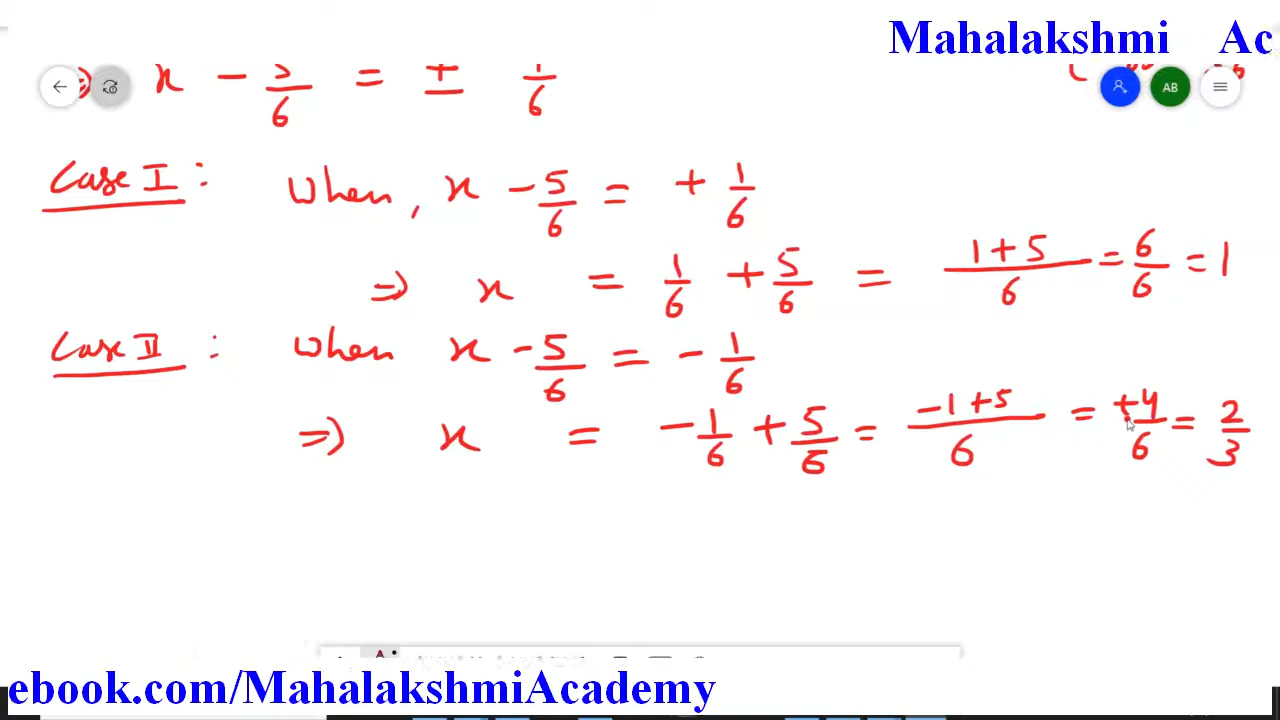 Mahalakshmi Ac
⇒ x - 5/6 = ± 1/6
AB
Case I : When, x - 5/6 = + 1/6
⇒ x = 1/6 + 5/6 = (1+5)/6 = 6/6 = 1
Case II : When x - 5/6 = - 1/6
⇒ x = -1/6 + 5/6 = (-1+5)/6 = +4/6 = 2/3
ebook.com/MahalakshmiAcademy